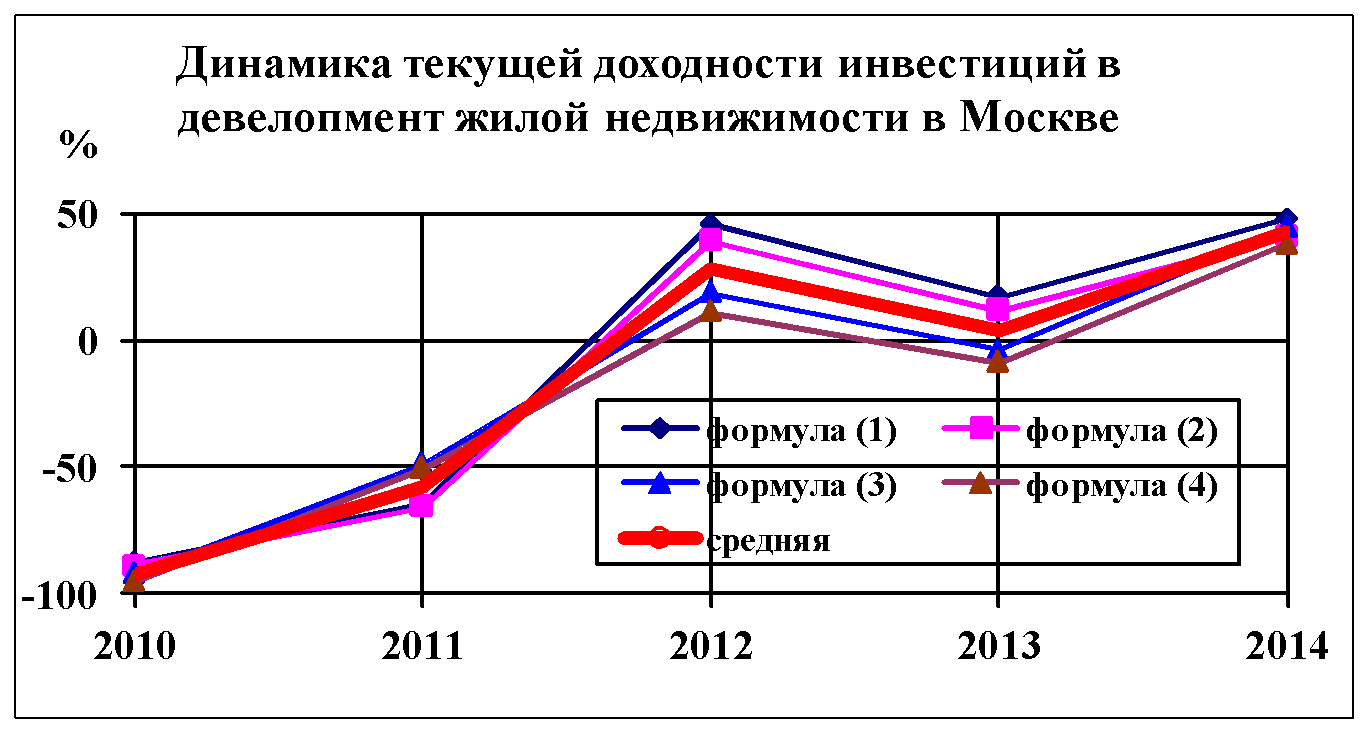 Динамика текущей доходности инвестиций в
девелопмент жилой недвижимости в Москве
%
50
0
-50
-100
формула (1) формула (2)
формула (3) формула (4)
средняя
2010 2011 2012 2013 2014